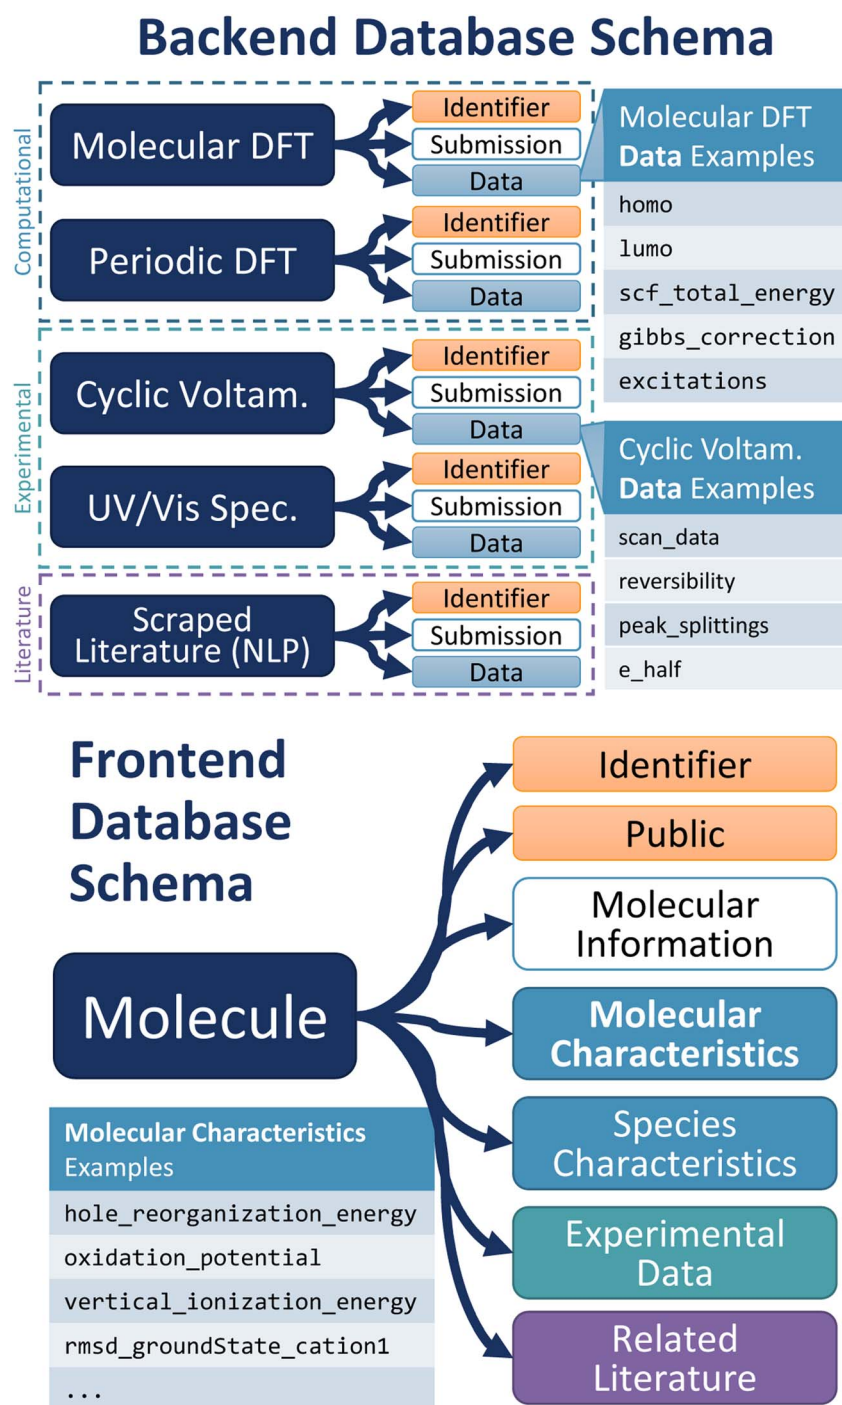 Backend Database Schema
Computational
Molecular DFT
Identifier
Submission
Data
Periodic DFT
Identifier
Submission
Data
Molecular DFT
Data Examples
homo
lumo
scf_total_energy
gibbs_correction
excitations
Experimental
Cyclic Voltam.
Identifier
Submission
Data
UV/Vis Spec.
Identifier
Submission
Data
Cyclic Voltam.
Data Examples
scan_data
reversibility
peak_splittings
e_half
Literature
Scraped
Literature (NLP)
Identifier
Submission
Data
Frontend
Database
Schema
Molecule
Identifier
Public
Molecular
Information
Molecular
Characteristics
Species
Characteristics
Experimental
Data
Related
Literature
Molecular Characteristics
Examples
hole_reorganization_energy
oxidation_potential
vertical_ionization_energy
rmsd_groundState_cation1
...